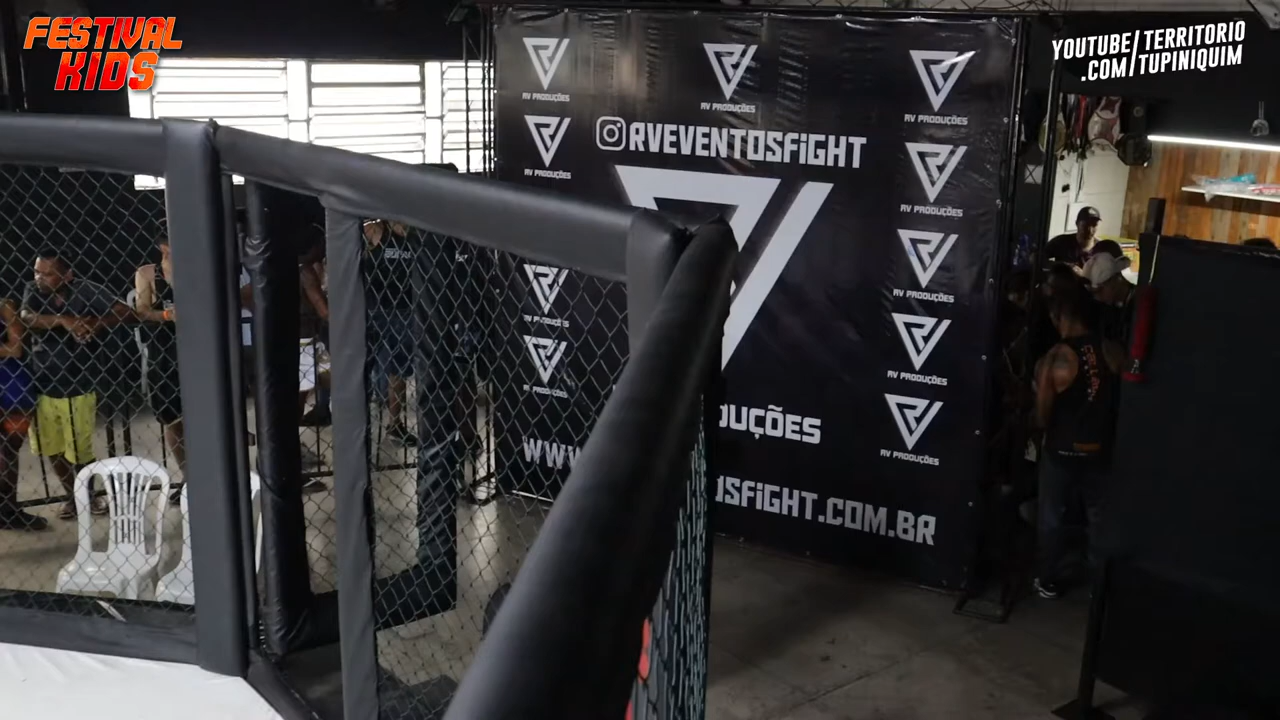 FESTIVAL
KIDS
YOUTUBE/TERRITORIO
.COM/TUPINIQUIM
RV PRODUÇÕES
RV PRODUÇÕES
RV PRODUÇÕES
RV PRODUÇÕES
RVEVENTOSFiGHT
RV PRODUÇÕES
RV PRODUÇÕES
RV PRODUÇÕES
RV PRODUÇÕES
RV PRODUÇÕES
RV PRODUÇÕES
DUÇÕES
WWW
SFiGHT.COM.BR